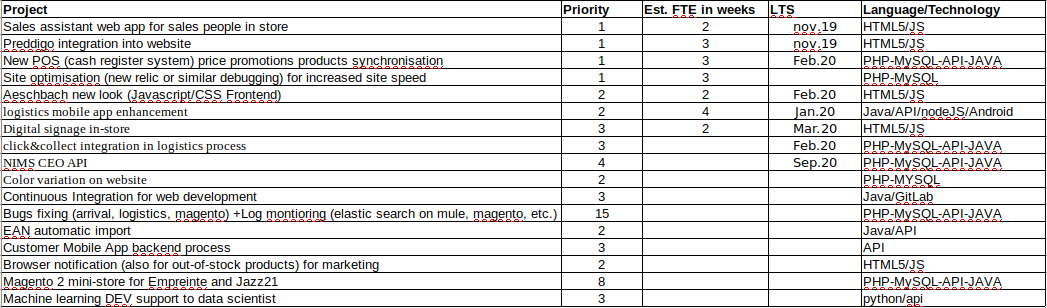 Project Priority Est. FTE in weeks LTS Language/Technology
Sales assistant web app for sales people in store 1 2 nov.19 HTML5/JS
Preddigo integration into website 1 3 nov.19 HTML5/JS
New POS (cash register system) price promotions products synchronisation 1 3 Feb.20 PHP-MySQL-API-JAVA
Site optimisation (new relic or similar debugging) for increased site speed 1 3 PHP-MySQL
Aeschbach new look (Javascript/CSS Frontend) 2 2 Feb.20 HTML5/JS
logistics mobile app enhancement 2 4 Jan.20 Java/API/nodeJS/Android
Digital signage in-store 3 2 Mar.20 HTML5/JS
click&collect integration in logistics process 3 Feb.20 PHP-MySQL-API-JAVA
NIMS CEO API 4 Sep.20 PHP-MySQL-API-JAVA
Color variation on website 2 PHP-MYSQL
Continuous Integration for web development 3 Java/GitLab
Bugs fixing (arrival, logistics, magento) +Log montioring (elastic search on mule, magento, etc.) 15 PHP-MySQL-API-JAVA
EAN automatic import 2 Java/API
Customer Mobile App backend process 3 API
Browser notification (also for out-of-stock products) for marketing 2 HTML5/JS
Magento 2 mini-store for Empreinte and Jazz21 8 PHP-MySQL-API-JAVA
Machine learning DEV support to data scientist 3 python/api